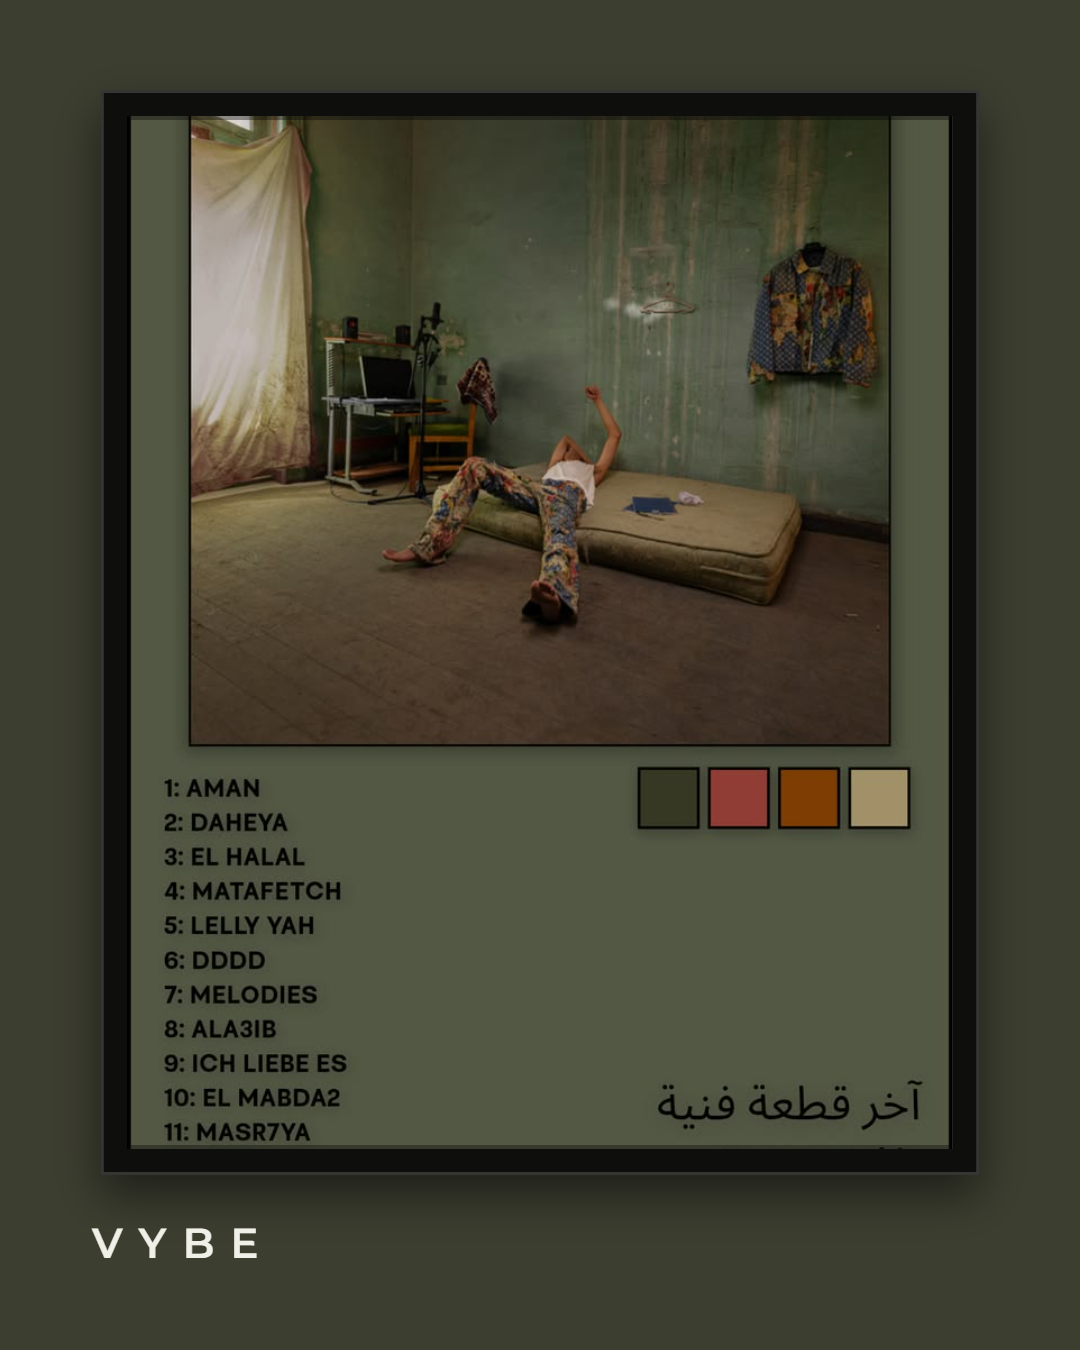 1: AMAN
2: DAHEYA
3: EL HALAL
4: MATAFETCH
5: LELLY YAH
6: DDDD
7: MELODIES
8: ALA3IB
9: ICH LIEBE ES
10: EL MABDA2
11: MASR7YA
آخر قطعة فنية
VYBE